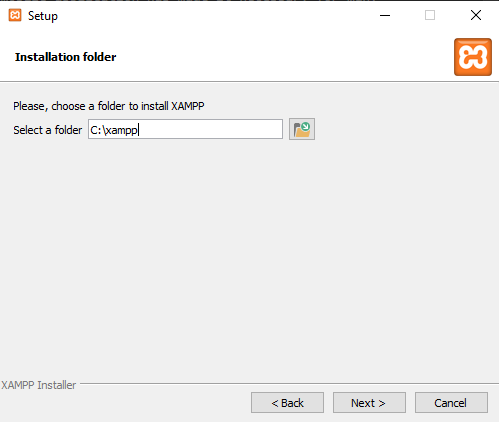 Setup
Installation folder
Please, choose a folder to install XAMPP
Select a folder C:\xampp
XAMPP Installer
< Back Next > Cancel